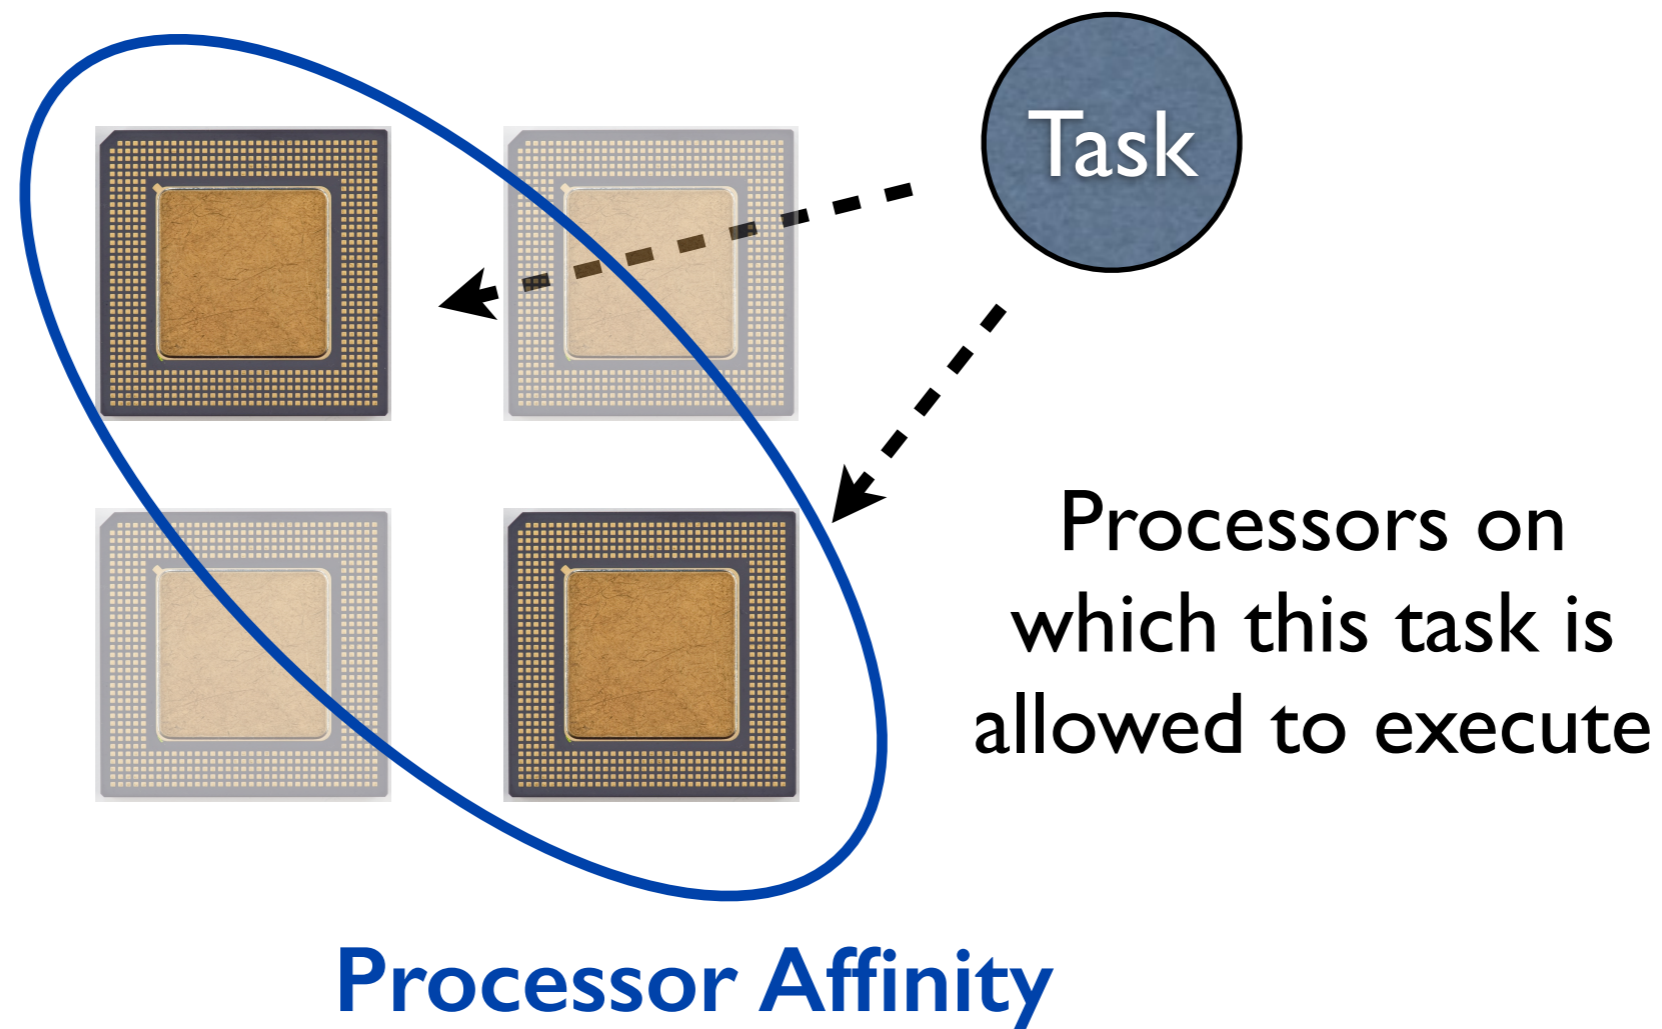 Task
Processors on
which this task is
allowed to execute
Processor Affinity